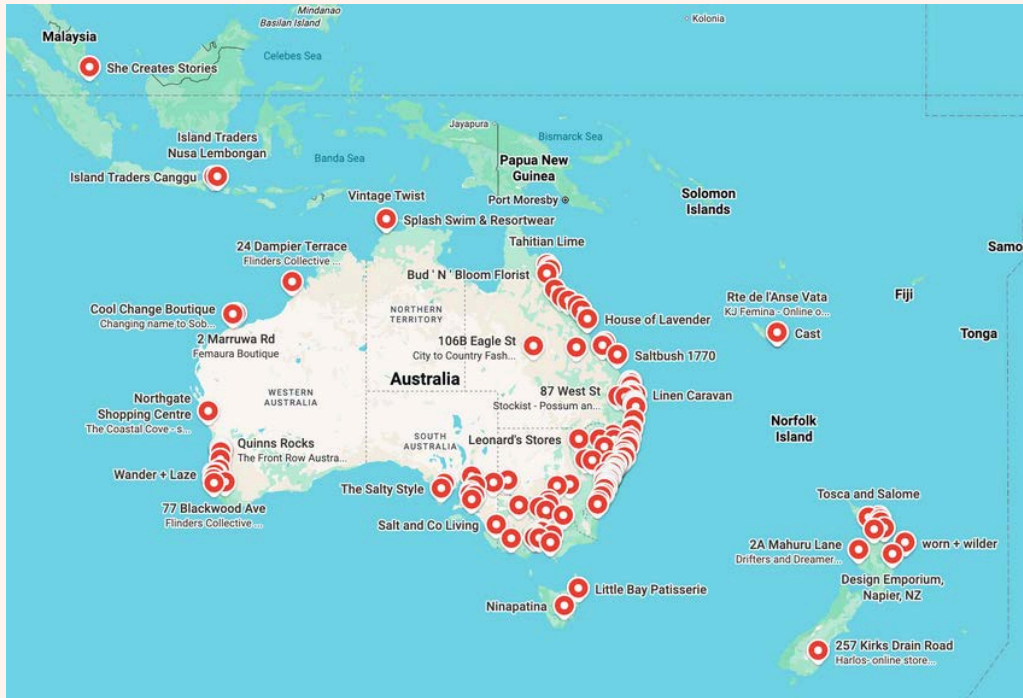 Mindanao
Basilan Island
Kolonia
Malaysia
She Creates Stories
Celebes Sea
Island Traders
Nusa Lembongan
Island Traders Canggu
Banda Sea
Jayapura
Bismarck Sea
Papua New
Guinea
Port Moresby
Solomon
Islands
Vintage Twist
Splash Swim & Resortwear
Tahitian Lime
24 Dampier Terrace
Flinders Collective ...
Bud ' N ' Bloom Florist
Samo
Fiji
Tonga
Rte de l'Anse Vata
KJ Femina - Online o...
Cast
Cool Change Boutique
Changing name to Sob...
2 Marruwa Rd
Femaura Boutique
NORTHERN
TERRITORY
House of Lavender
106B Eagle St
City to Country Fash...
Saltbush 1770
Australia
WESTERN
AUSTRALIA
87 West St
Stockist - Possum an...
Linen Caravan
Northgate
Shopping Centre
The Coastal Cove - s...
Norfolk
Island
SOUTH
AUSTRALIA
Leonard's Stores
Quinns Rocks
The Front Row Austra...
Wander + Laze
77 Blackwood Ave
Flinders Collective ...
The Salty Style
Salt and Co Living
Tosca and Salome
2A Mahuru Lane
Drifters and Dreamer...
worn + wilder
Design Emporium,
Napier, NZ
Little Bay Patisserie
Ninapatina
257 Kirks Drain Road
Harlos- online store...